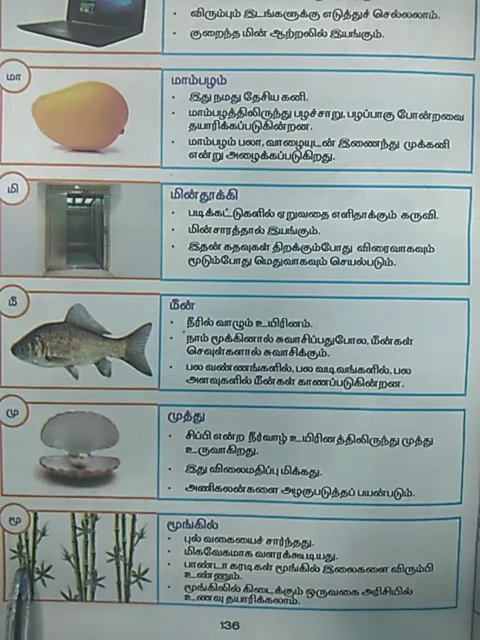 விரும்பும் இடங்களுக்கு எடுத்துச் செல்லலாம்.
குறைந்த மின் ஆற்றலில் இயங்கும்.
மா
மாம்பழம்
இது நமது தேசிய கனி.
மாம்பழத்திலிருந்து பழச்சாறு, பழப்பாகு போன்றவை
தயாரிக்கப்படுகின்றன.
மாம்பழம் பலா, வாழையுடன் இணைந்து முக்கனி
என்று அழைக்கப்படுகிறது.
மி
மின்தூக்கி
படிக்கட்டுகளில் ஏறுவதை எளிதாக்கும் கருவி.
மின்சாரத்தால் இயங்கும்.
இதன் கதவுகள் திறக்கும்போது விரைவாகவும்
மூடும்போது மெதுவாகவும் செயல்படும்.
மீ
மீன்
நீரில் வாழும் உயிரினம்.
நாம் மூக்கினால் சுவாசிப்பதுபோல, மீன்கள்
செவுள்களால் சுவாசிக்கும்.
பல வண்ணங்களில், பல வடிவங்களில், பல
அளவுகளில் மீன்கள் காணப்படுகின்றன.
மு
முத்து
சிப்பி என்ற நீர்வாழ் உயிரினத்திலிருந்து முத்து
உருவாகிறது.
இது விலைமதிப்பு மிக்கது.
அணிகலன்களை அழகுபடுத்தப் பயன்படும்.
மூ
மூங்கில்
புல் வகையைச் சார்ந்தது.
மிகவேகமாக வளரக்கூடியது.
பாண்டா கரடிகள் மூங்கில் இலைகளை விரும்பி
உண்ணும்.
மூங்கிலில் கிடைக்கும் ஒருவகை அரிசியில்
உணவு தயாரிக்கலாம்.
136